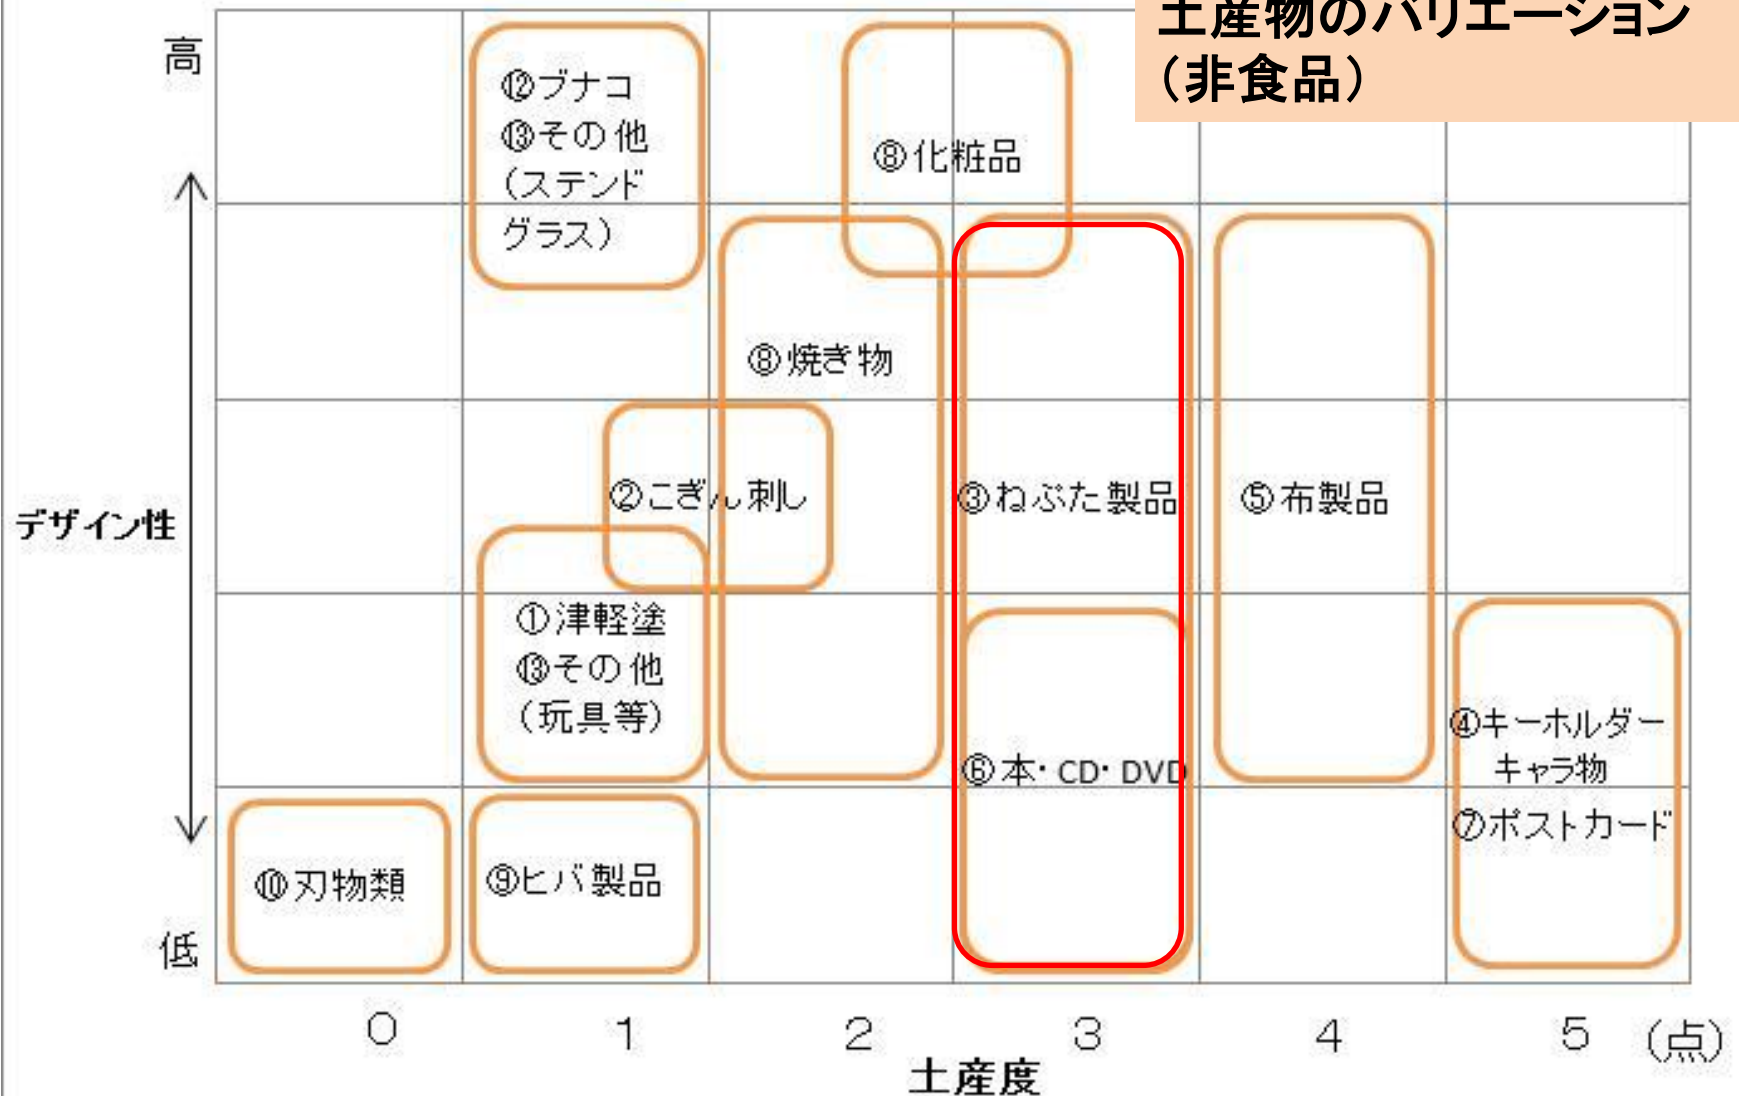 土産物のバリエーション
（非食品）
高
⑫ブナコ
⑬その他
（ステンド
グラス）
⑧化粧品
⑧焼き物
②こぎん刺し
③ねぷた製品
⑤布製品
デザイン性
①津軽塗
⑬その他
（玩具等）
⑥本・CD・DVD
④キーホルダー
キャラ物
⑦ポストカード
⑩刃物類
⑨ヒバ製品
低
0 1 2 3 4 5 （点）
土産度